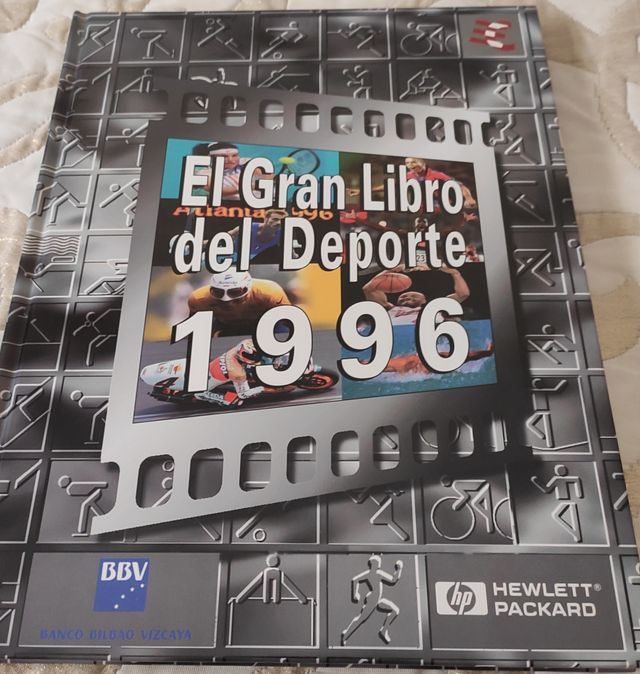 El Gran Libro
Atlanta 1996
del Deporte
1996
BBV
BANCO BILBAO VIZCAYA
hp HEWLETT®
PACKARD